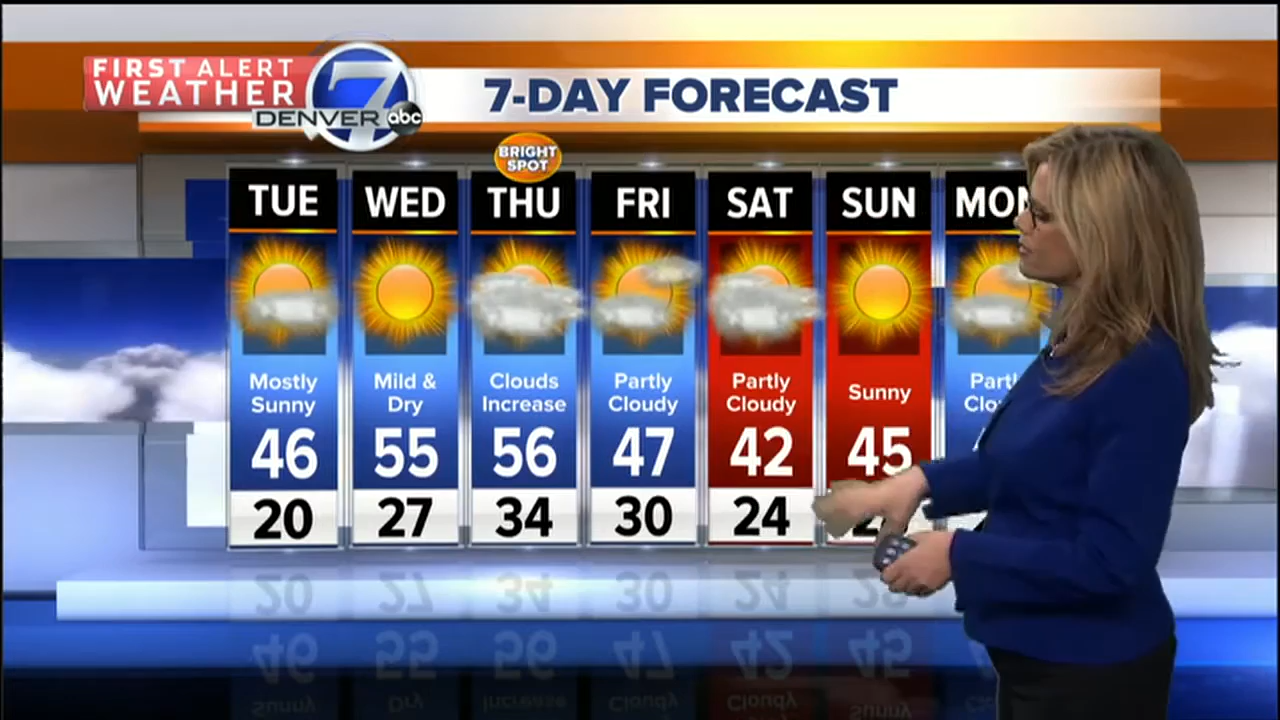 FIRST ALERT
WEATHER
7
DENVER
abc
7-DAY FORECAST
BRIGHT
SPOT
TUE WED THU FRI SAT SUN MON
Mostly Sunny Mild & Dry Clouds Increase Partly Cloudy Partly Cloudy Sunny
46 55 56 47 42 45
20 27 34 30 24